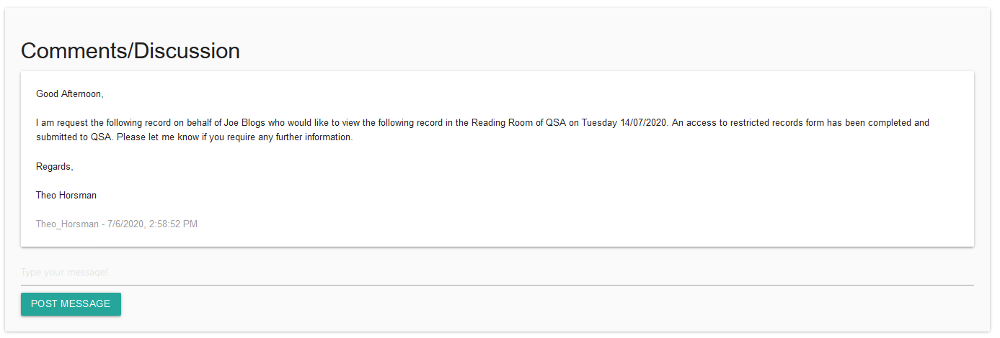 Comments/Discussion
Good Afternoon,
I am request the following record on behalf of Joe Blogs who would like to view the following record in the Reading Room of QSA on Tuesday 14/07/2020. An access to restricted records form has been completed and
submitted to QSA. Please let me know if you require any further information.
Regards,
Theo Horsman
Theo_Horsman - 7/6/2020, 2:58:52 PM
Type your message!
POST MESSAGE